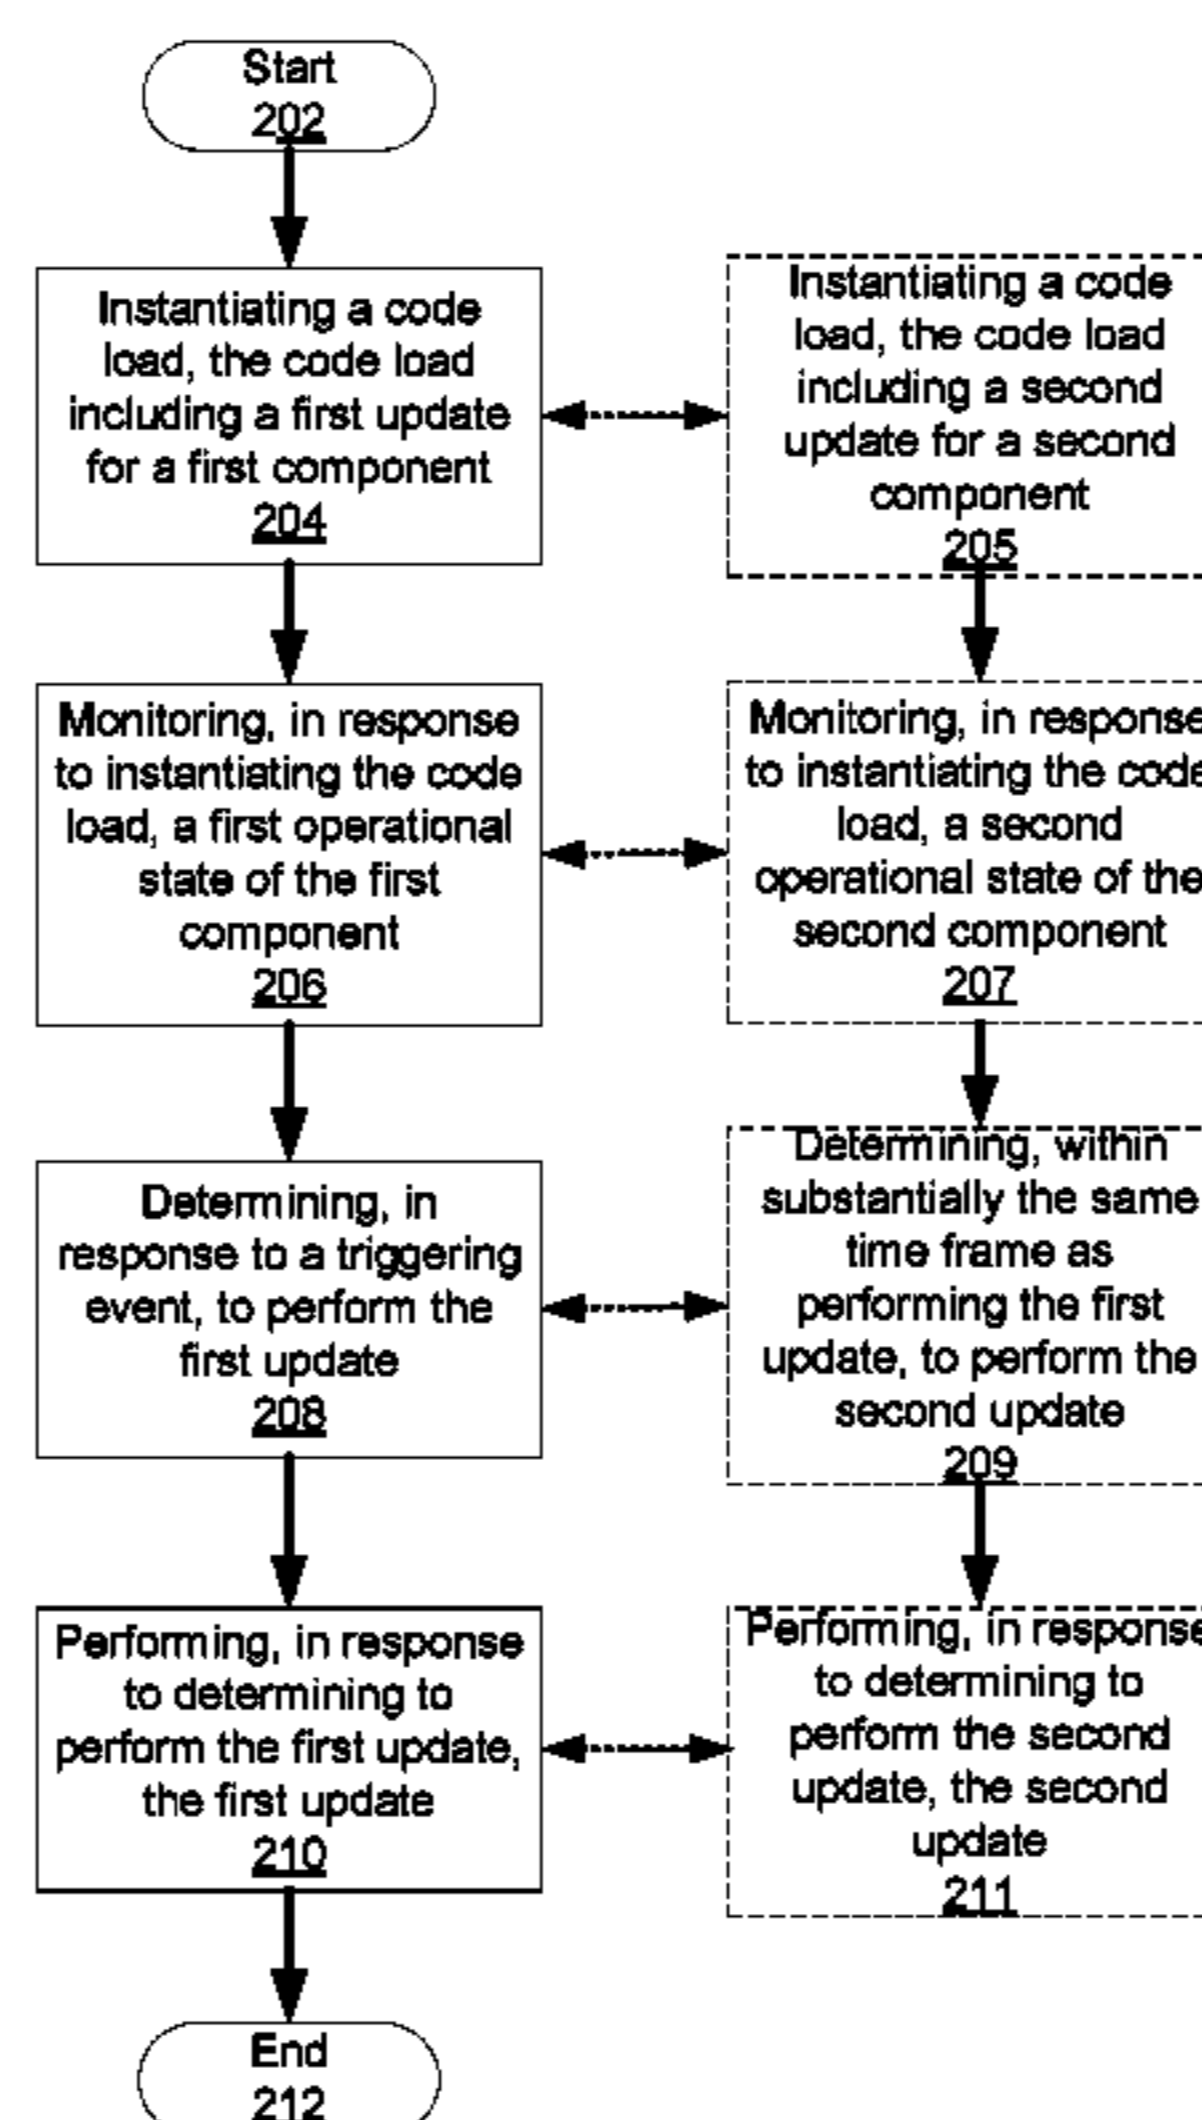 Start
202
Instantiating a code
load, the code load
including a first update
for a first component
204
Instantiating a code
load, the code load
including a second
update for a second
component
205
Monitoring, in response
to instantiating the code
load, a first operational
state of the first
component
206
Monitoring, in response
to instantiating the code
load, a second
operational state of the
second component
207
Determining, in
response to a triggering
event, to perform the
first update
208
Determining, within
substantially the same
time frame as
performing the first
update, to perform the
second update
209
Performing, in response
to determining to
perform the first update,
the first update
210
Performing, in response
to determining to
perform the second
update, the second
update
211
End
212